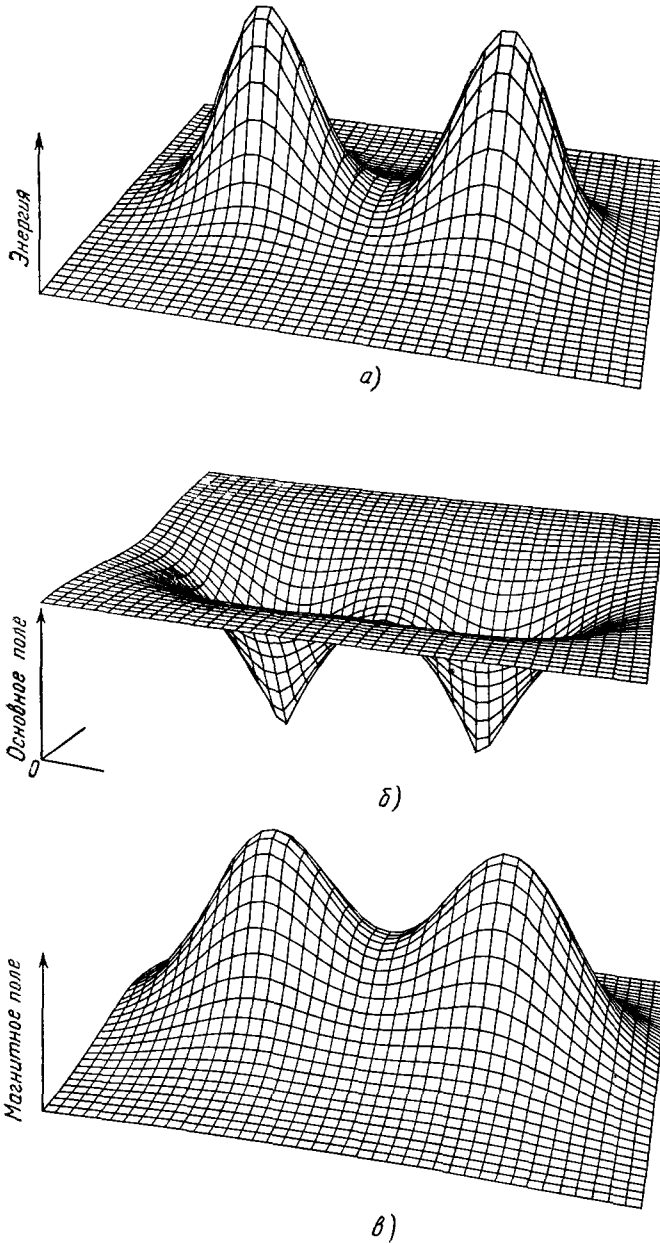 Энергия
а)
Основное поле
0
б)
Магнитное поле
в)